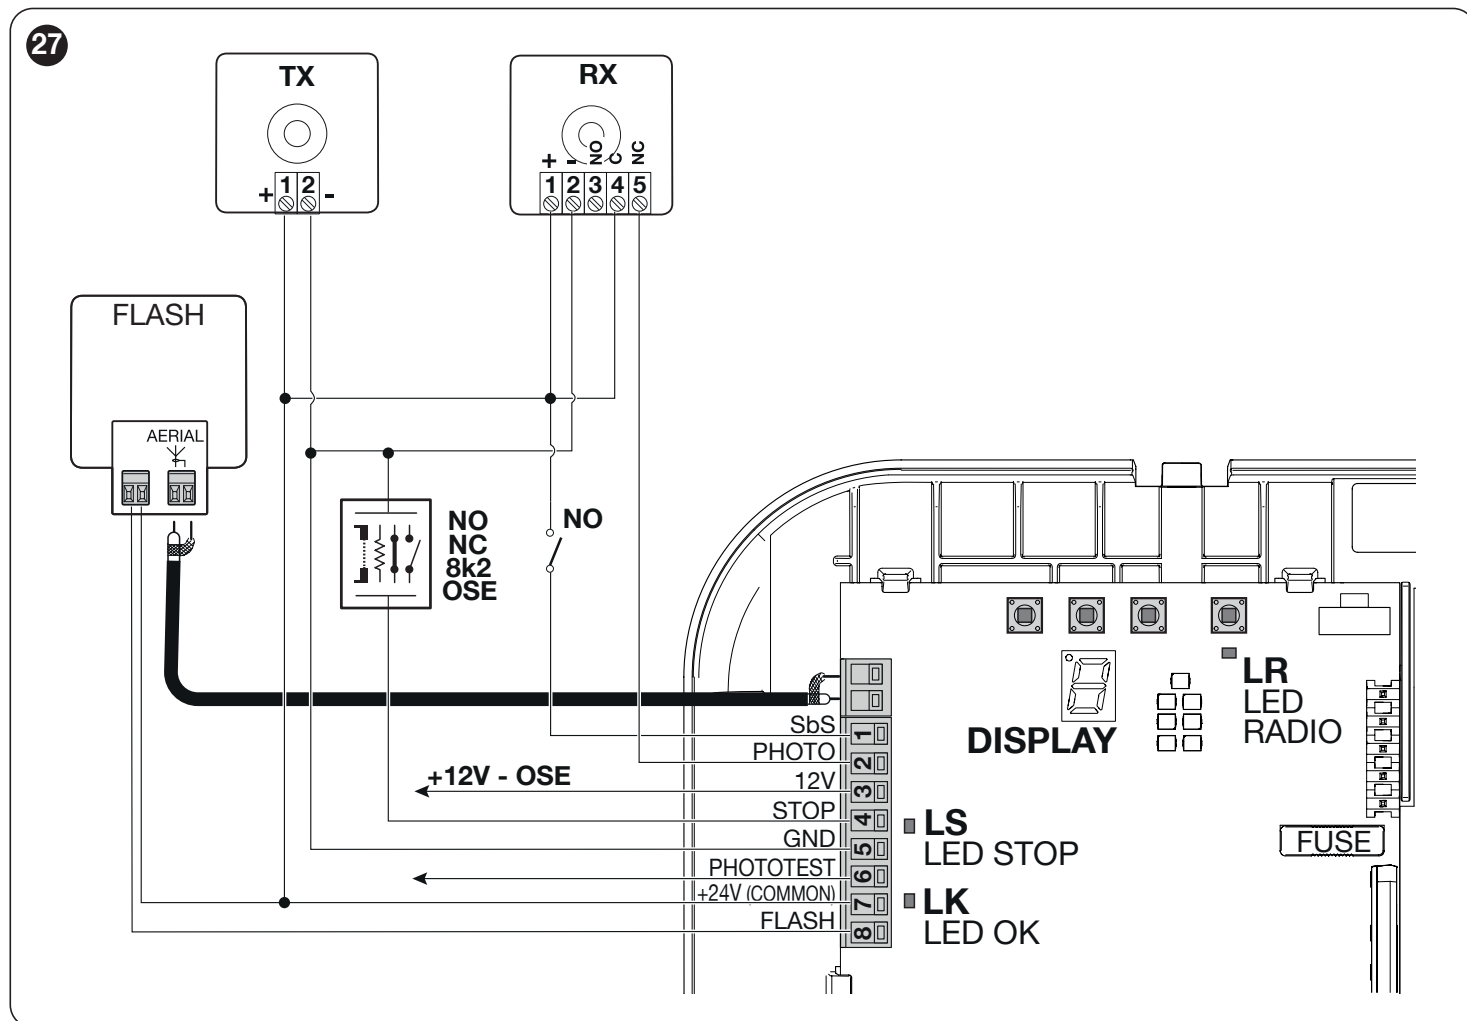 27
TX
+ 1 2 -
RX
+ - NO C NC
1 2 3 4 5
FLASH
AERIAL
NO
NC
8k2
OSE
NO
SbS 1
PHOTO 2
+12V - OSE
12V 3
STOP 4
GND 5
PHOTOTEST 6
+24V (COMMON) 7
FLASH 8
DISPLAY
LR
LED
RADIO
LS
LED STOP
LK
LED OK
FUSE